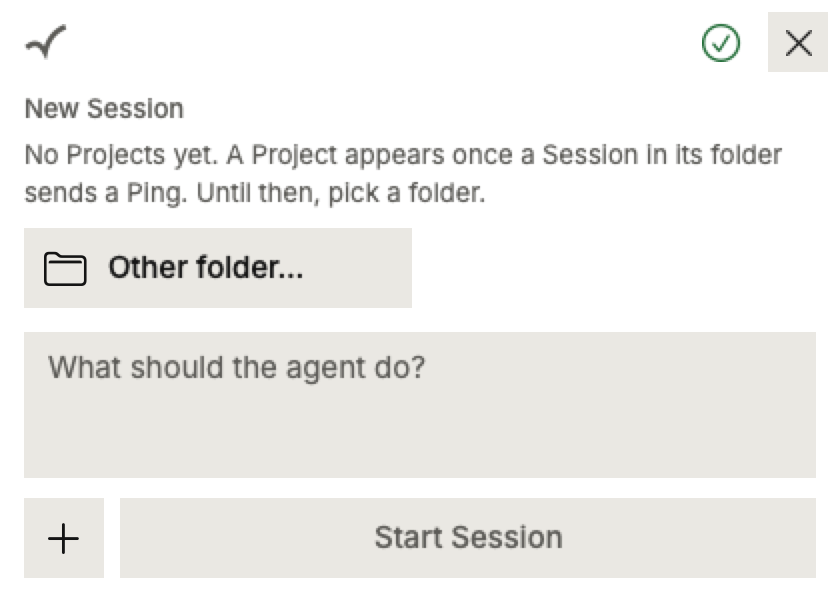 New Session
No Projects yet. A Project appears once a Session in its folder
sends a Ping. Until then, pick a folder.
Other folder...
What should the agent do?
Start Session